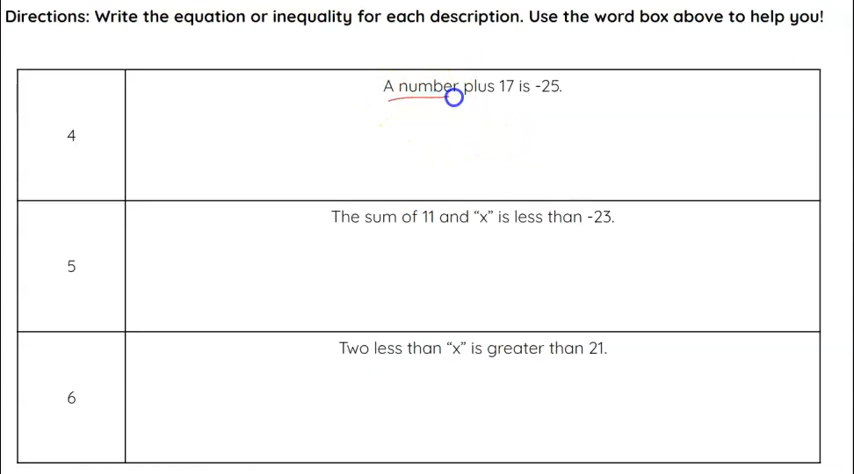 Directions: Write the equation or inequality for each description. Use the word box above to help you!
4
A number plus 17 is -25.
5
The sum of 11 and “x” is less than -23.
6
Two less than “x” is greater than 21.